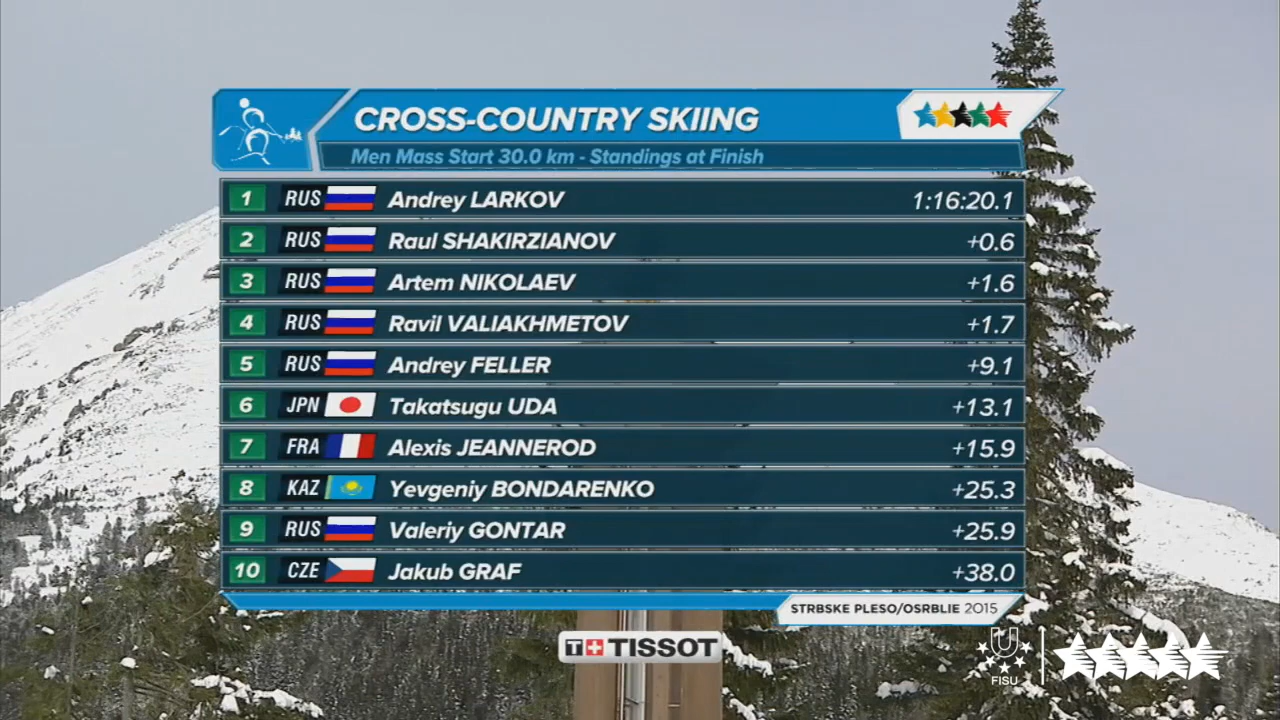 CROSS-COUNTRY SKIING
Men Mass Start 30.0 km - Standings at Finish
1 RUS Andrey LARKOV 1:16:20.1
2 RUS Raul SHAKIRZIANOV +0.6
3 RUS Artem NIKOLAEV +1.6
4 RUS Ravil VALIAKHMETOV +1.7
5 RUS Andrey FELLER +9.1
6 JPN Takatsugu UDA +13.1
7 FRA Alexis JEANNEROD +15.9
8 KAZ Yevgeniy BONDARENKO +25.3
9 RUS Valeriy GONTAR +25.9
10 CZE Jakub GRAF +38.0
STRBSKE PLESO/OSRBLIE 2015
T+ TISSOT
U
FISU